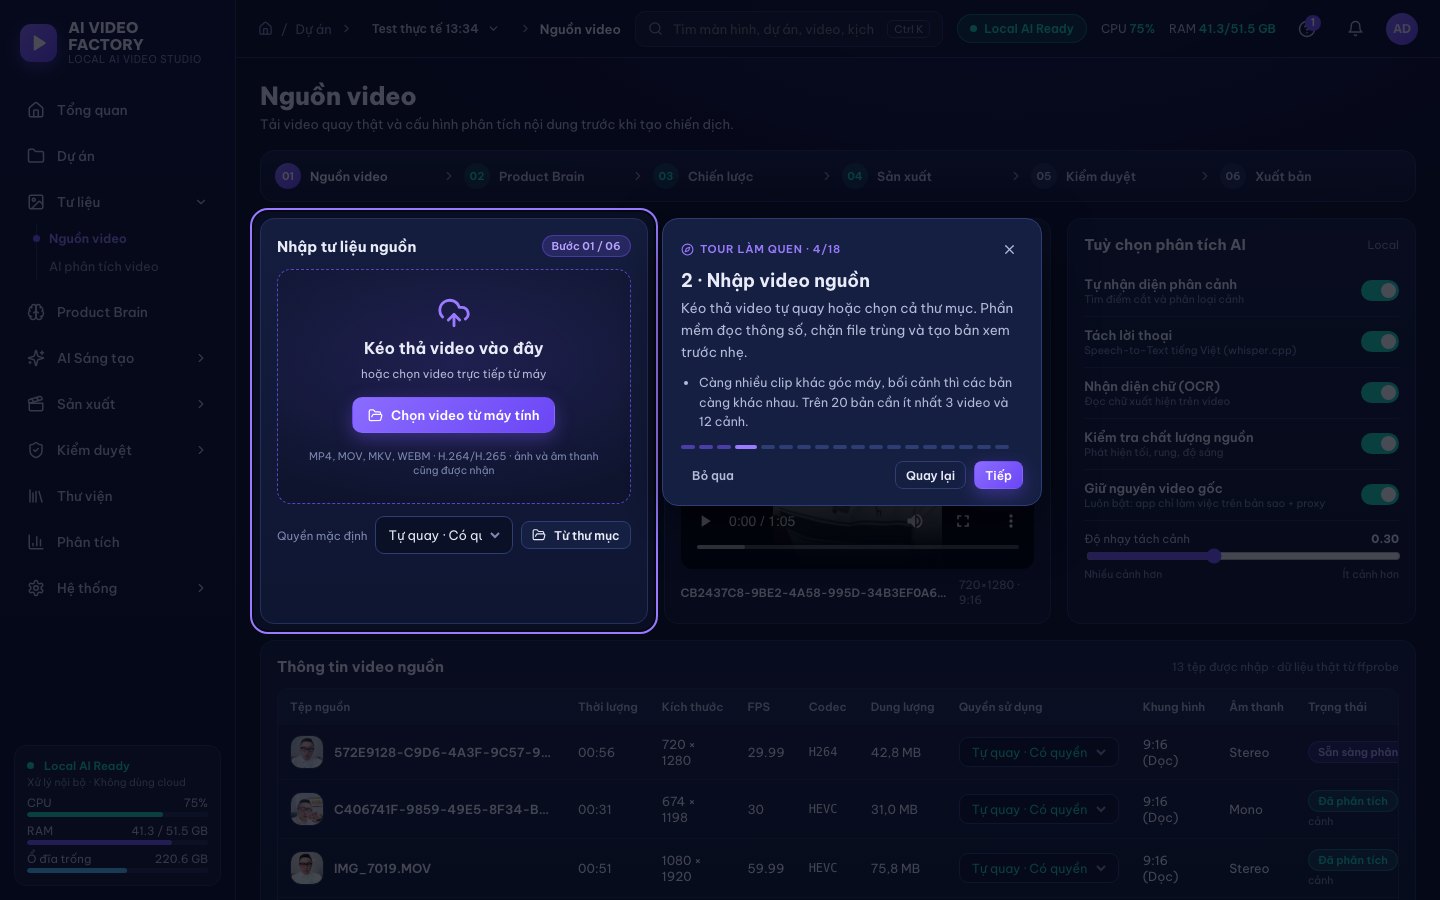 AI VIDEO
FACTORY
LOCAL AI VIDEO STUDIO
Tổng quan
Dự án
Tư liệu
Nguồn video
AI phân tích video
Product Brain
AI Sáng tạo
Sản xuất
Kiểm duyệt
Thư viện
Phân tích
Hệ thống
Local AI Ready
Xử lý nội bộ · Không dùng cloud
CPU 75%
RAM 41.3 / 51.5 GB
Ổ đĩa trống 220.6 GB
/ Dự án Test thực tế 13:34 Nguồn video
Tìm màn hình, dự án, video, kịch Ctrl K
Local AI Ready
CPU 75% RAM 41.3/51.5 GB
1
AD
Nguồn video
Tải video quay thật và cấu hình phân tích nội dung trước khi tạo chiến dịch.
01 Nguồn video 02 Product Brain 03 Chiến lược 04 Sản xuất 05 Kiểm duyệt 06 Xuất bản
Nhập tư liệu nguồn Bước 01 / 06
Kéo thả video vào đây
hoặc chọn video trực tiếp từ máy
Chọn video từ máy tính
MP4, MOV, MKV, WEBM · H.264/H.265 · ảnh và âm thanh
cũng được nhận
Quyền mặc định Tự quay · Có qu Từ thư mục
TOUR LÀM QUEN · 4/18
2 · Nhập video nguồn
Kéo thả video tự quay hoặc chọn cả thư mục. Phần
mềm đọc thông số, chặn file trùng và tạo bản xem
trước nhẹ.
• Càng nhiều clip khác góc máy, bối cảnh thì các bản
càng khác nhau. Trên 20 bản cần ít nhất 3 video và
12 cảnh.
Bỏ qua Quay lại Tiếp
0:00 / 1:05
CB2437C8-9BE2-4A58-995D-34B3EF0A6... 720×1280 ·
9:16
Tuỳ chọn phân tích AI Local
Tự nhận diện phân cảnh
Tìm điểm cắt và phân loại cảnh
Tách lời thoại
Speech-to-Text tiếng Việt (whisper.cpp)
Nhận diện chữ (OCR)
Đọc chữ xuất hiện trên video
Kiểm tra chất lượng nguồn
Phát hiện tối, rung, độ sáng
Giữ nguyên video gốc
Luôn bật: app chỉ làm việc trên bản sao + proxy
Độ nhạy tách cảnh 0.30
Nhiều cảnh hơn Ít cảnh hơn
Thông tin video nguồn 13 tệp được nhập · dữ liệu thật từ ffprobe
Tệp nguồn Thời lượng Kích thước FPS Codec Dung lượng Quyền sử dụng Khung hình Âm thanh Trạng thái
572E9128-C9D6-4A3F-9C57-9... 00:56 720 × 29.99 H264 42,8 MB Tự quay · Có quyền 9:16 Stereo Sẵn sàng phân
1280 (Dọc)
C406741F-9859-49E5-8F34-B... 00:31 674 × 30 HEVC 31,0 MB Tự quay · Có quyền 9:16 Mono Đã phân tích
1198 (Dọc) cảnh
IMG_7019.MOV 00:51 1080 × 59.99 HEVC 75,8 MB Tự quay · Có quyền 9:16 Stereo Đã phân tích
1920 (Dọc) cảnh